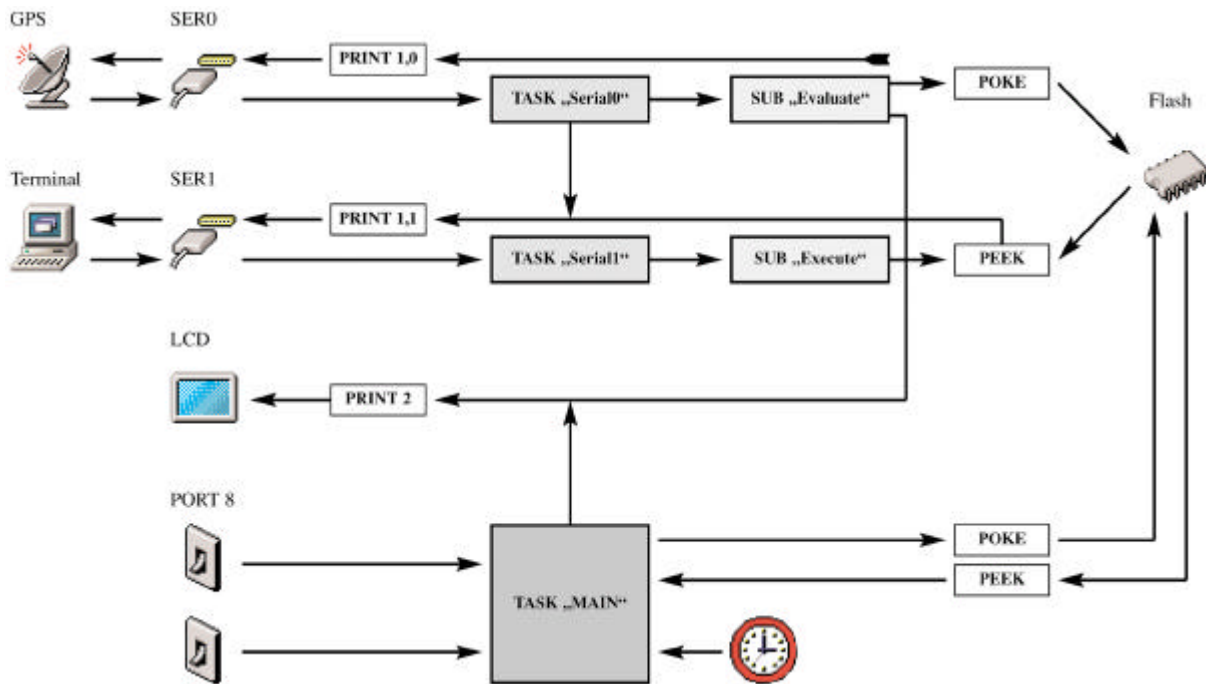 GPS
SER0
PRINT 1,0
TASK „Serial0“
SUB „Evaluate“
POKE
Flash
Terminal
SER1
PRINT 1,1
TASK „Serial1“
SUB „Execute“
PEEK
LCD
PRINT 2
PORT 8
TASK „MAIN“
POKE
PEEK